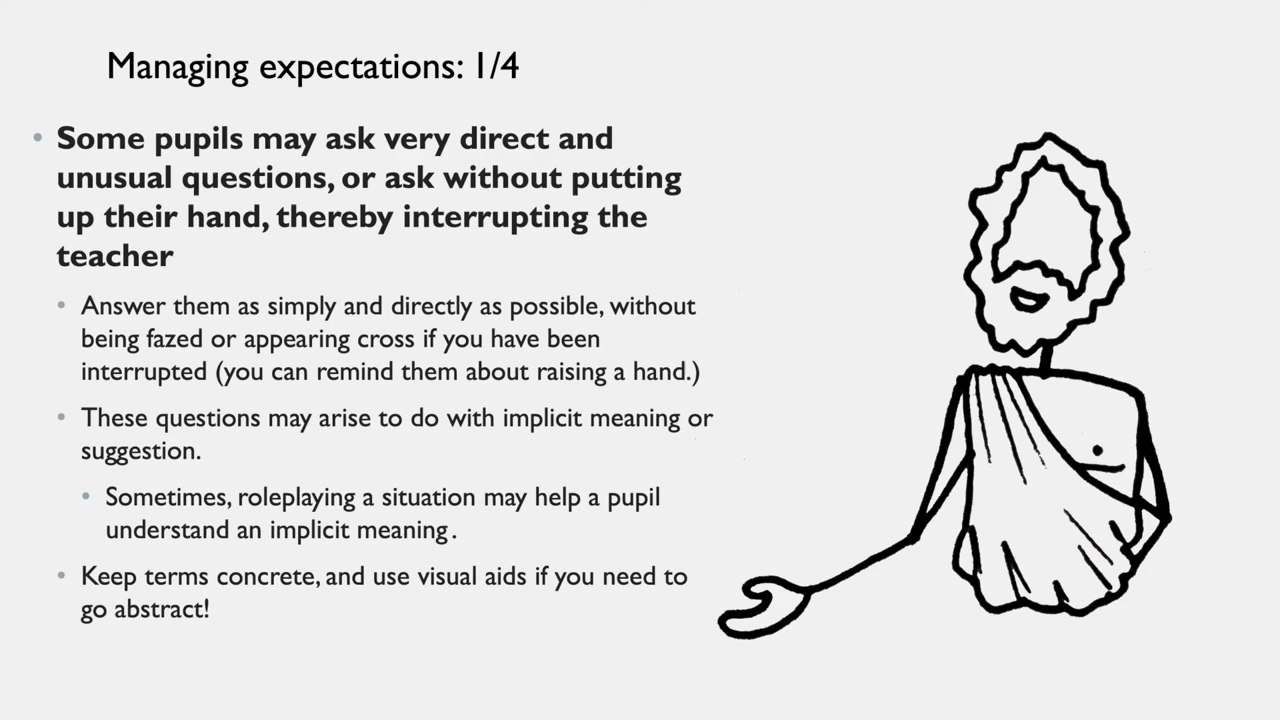 Managing expectations: 1/4
• Some pupils may ask very direct and
unusual questions, or ask without putting
up their hand, thereby interrupting the
teacher
• Answer them as simply and directly as possible, without
being fazed or appearing cross if you have been
interrupted (you can remind them about raising a hand.)
• These questions may arise to do with implicit meaning or
suggestion.
• Sometimes, roleplaying a situation may help a pupil
understand an implicit meaning.
• Keep terms concrete, and use visual aids if you need to
go abstract!